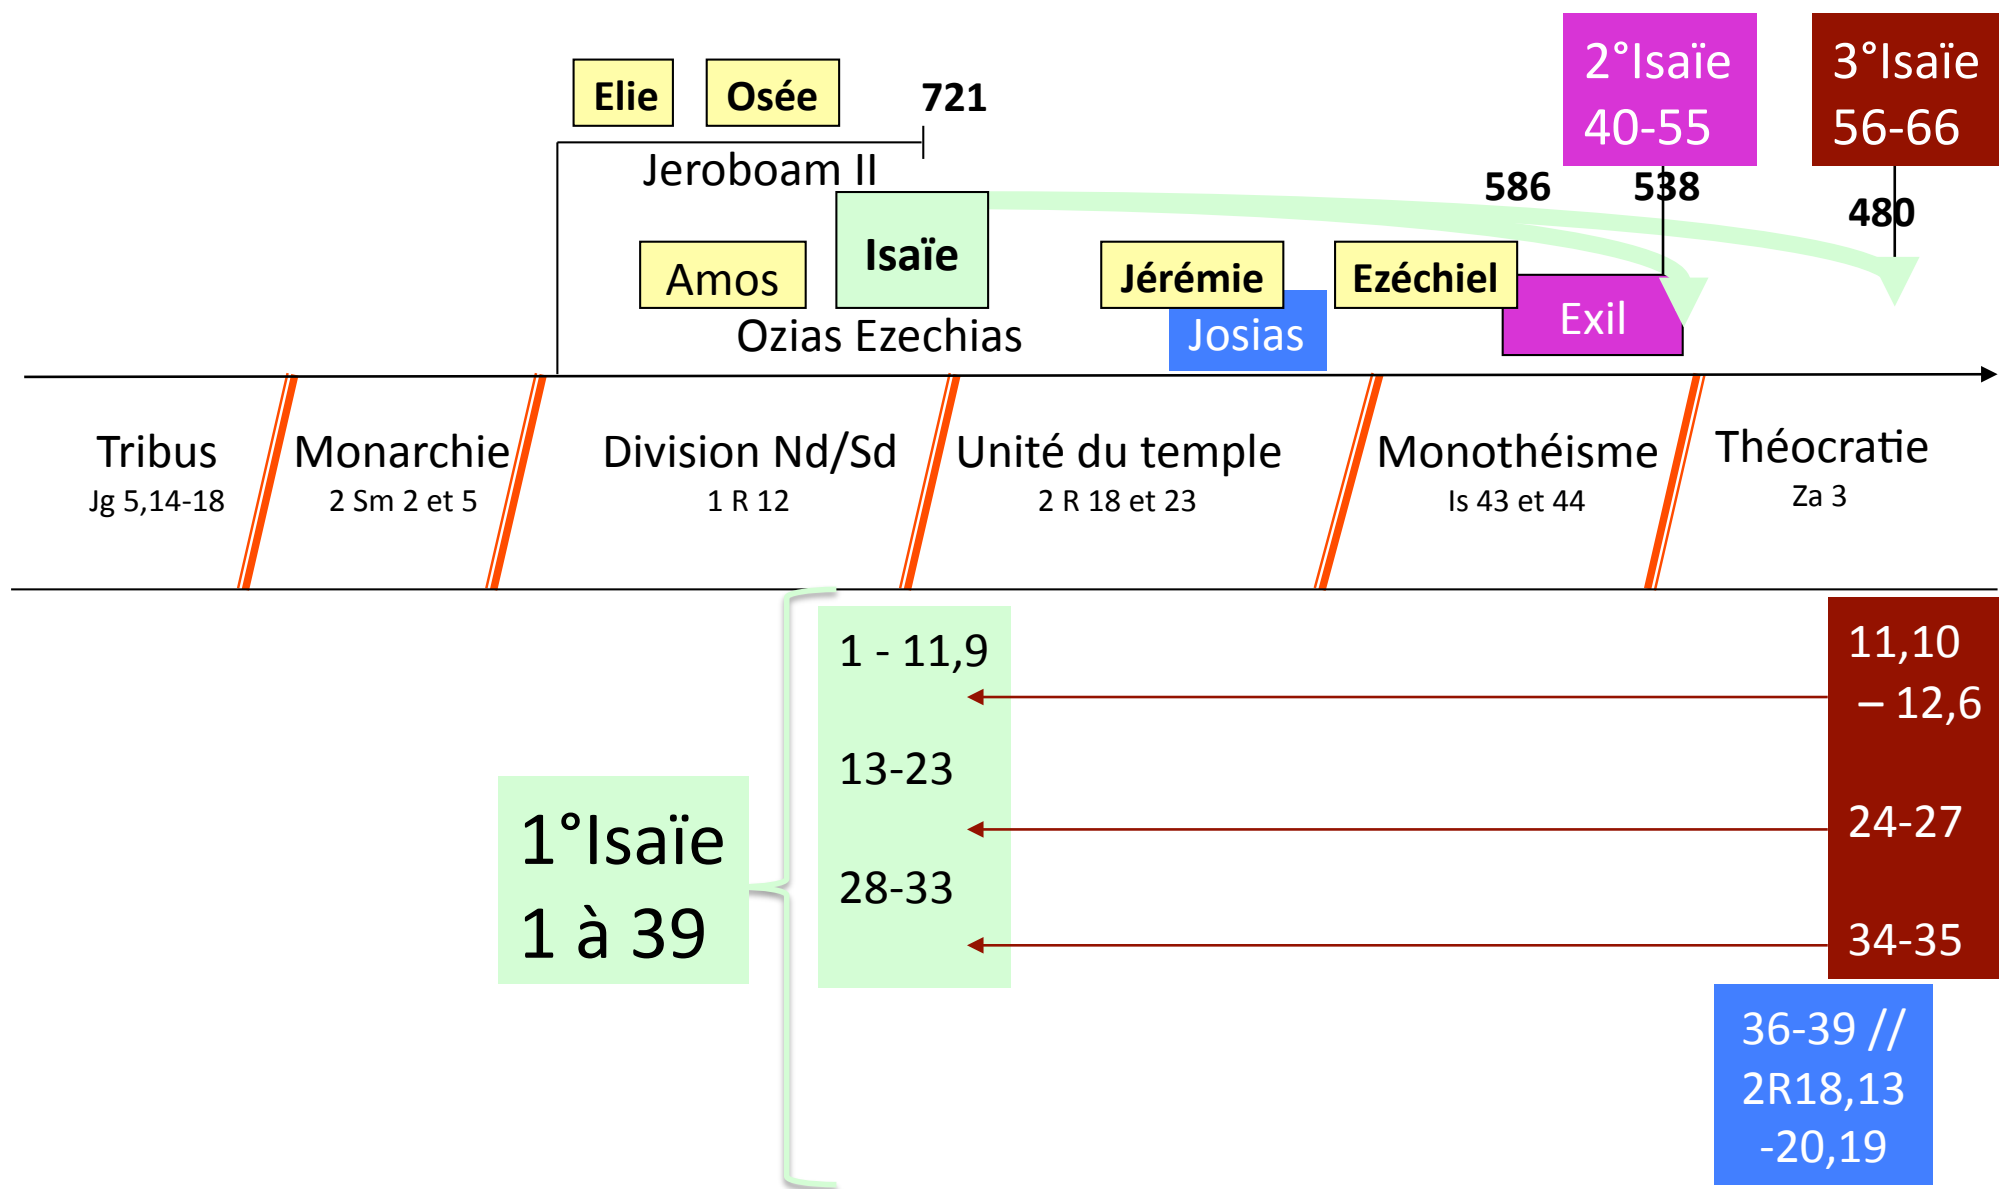 2°Isaïe
40-55
3°Isaïe
56-66
Elie
Osée
721
Jeroboam II
586
538
480
Isaïe
Amos
Jérémie
Ezéchiel
Exil
Josias
Ozias Ezechias
Tribus
Jg 5,14-18
Monarchie
2 Sm 2 et 5
Division Nd/Sd
1 R 12
Unité du temple
2 R 18 et 23
Monothéisme
Is 43 et 44
Théocratie
Za 3
1°Isaïe
1 à 39
1 - 11,9
13-23
28-33
11,10
– 12,6
24-27
34-35
36-39 //
2R18,13
-20,19